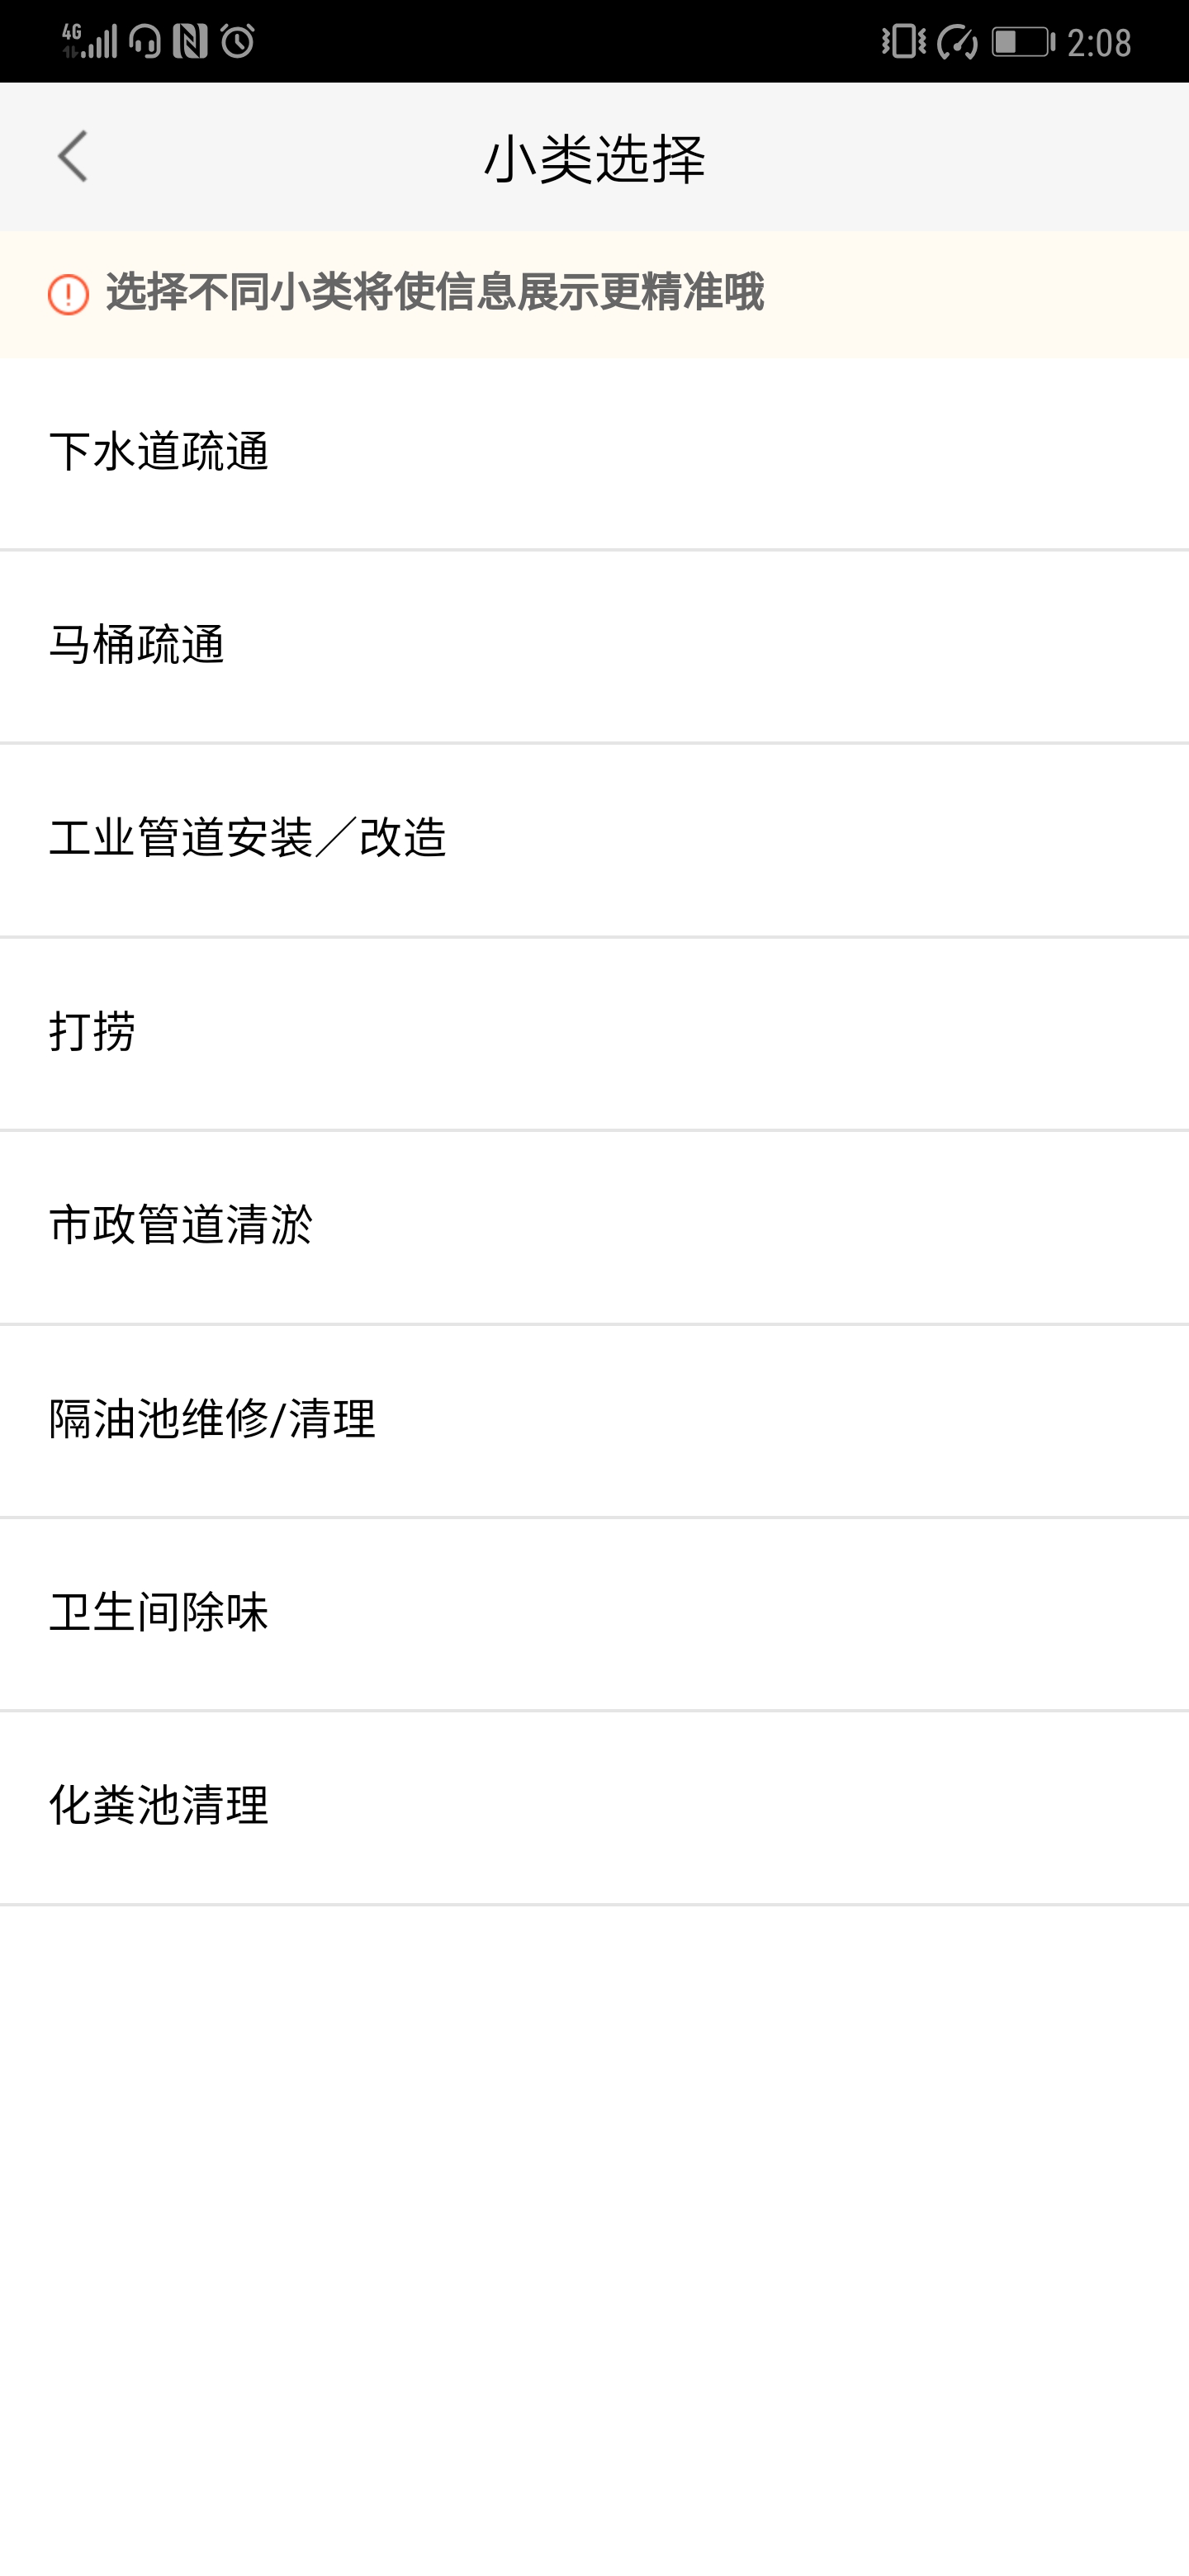 4G
2:08
小类选择
选择不同小类将使信息展示更精准哦
下水道疏通
马桶疏通
工业管道安装／改造
打捞
市政管道清淤
隔油池维修/清理
卫生间除味
化粪池清理